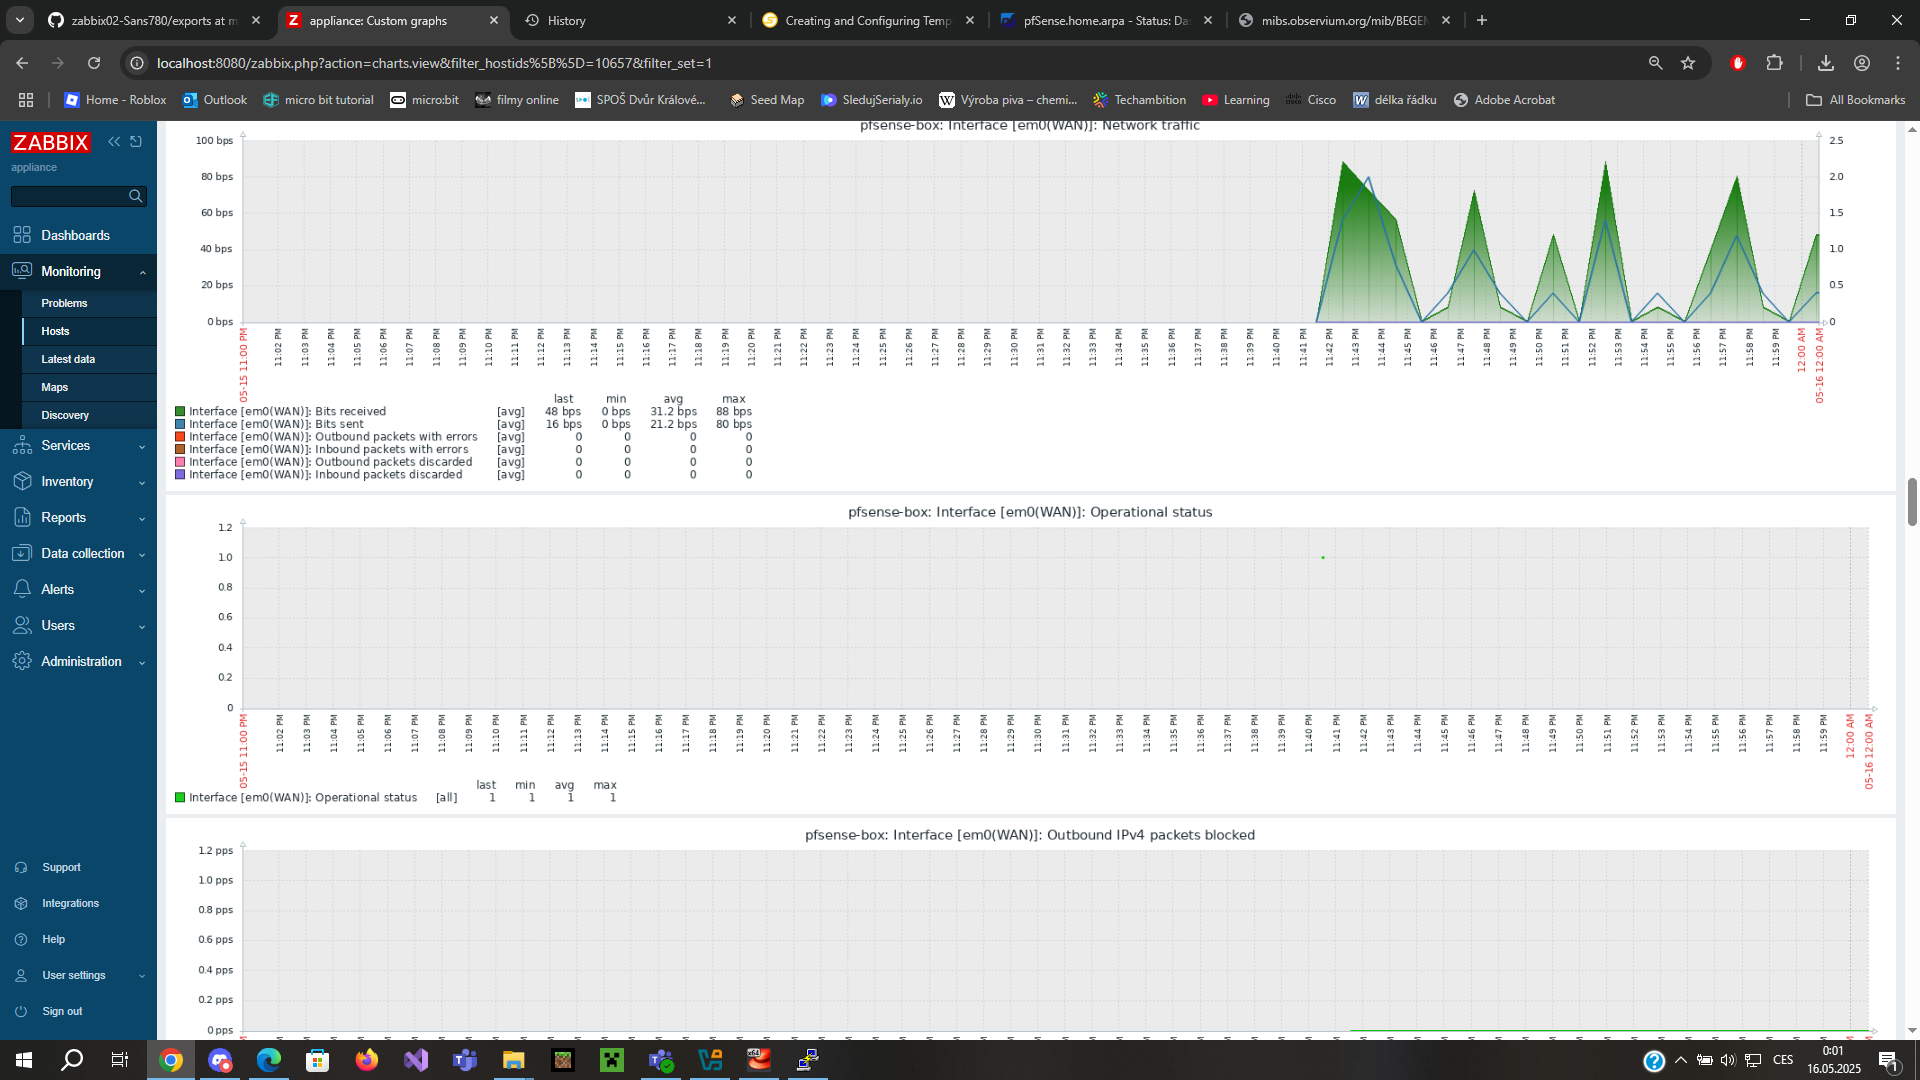 zabbix02-Sans780/exports at m
appliance: Custom graphs
History
Creating and Configuring Temp
pfSense.home.arpa - Status: Da
mibs.observium.org/mib/BEGEM
localhost:8080/zabbix.php?action=charts.view&filter_hostids%5B%5D=10657&filter_set=1
Home - Roblox
Outlook
micro bit tutorial
micro:bit
filmy online
SPOŠ Dvůr Králové...
Seed Map
SledujSerialy.io
Výroba piva – chemi...
Techambition
Learning
Cisco
délka řádku
Adobe Acrobat
All Bookmarks
ZABBIX
appliance
Dashboards
Monitoring
Problems
Hosts
Latest data
Maps
Discovery
Services
Inventory
Reports
Data collection
Alerts
Users
Administration
Support
Integrations
Help
User settings
Sign out
pfsense-box: Interface [em0(WAN)]: Network traffic
100 bps
80 bps
60 bps
40 bps
20 bps
0 bps
2.5
2.0
1.5
1.0
0.5
0
05-15 11:00 PM
11:02 PM
11:03 PM
11:04 PM
11:05 PM
11:06 PM
11:07 PM
11:08 PM
11:09 PM
11:10 PM
11:11 PM
11:12 PM
11:13 PM
11:14 PM
11:15 PM
11:16 PM
11:17 PM
11:18 PM
11:19 PM
11:20 PM
11:21 PM
11:22 PM
11:23 PM
11:24 PM
11:25 PM
11:26 PM
11:27 PM
11:28 PM
11:29 PM
11:30 PM
11:31 PM
11:32 PM
11:33 PM
11:34 PM
11:35 PM
11:36 PM
11:37 PM
11:38 PM
11:39 PM
11:40 PM
11:41 PM
11:42 PM
11:43 PM
11:44 PM
11:45 PM
11:46 PM
11:47 PM
11:48 PM
11:49 PM
11:50 PM
11:51 PM
11:52 PM
11:53 PM
11:54 PM
11:55 PM
11:56 PM
11:57 PM
11:58 PM
11:59 PM
12:00 AM
05-16 12:00 AM
last min avg max
Interface [em0(WAN)]: Bits received [avg] 48 bps 0 bps 31.2 bps 88 bps
Interface [em0(WAN)]: Bits sent [avg] 16 bps 0 bps 21.2 bps 80 bps
Interface [em0(WAN)]: Outbound packets with errors [avg] 0 0 0 0
Interface [em0(WAN)]: Inbound packets with errors [avg] 0 0 0 0
Interface [em0(WAN)]: Outbound packets discarded [avg] 0 0 0 0
Interface [em0(WAN)]: Inbound packets discarded [avg] 0 0 0 0
pfsense-box: Interface [em0(WAN)]: Operational status
1.2
1.0
0.8
0.6
0.4
0.2
0
05-15 11:00 PM
11:02 PM
11:03 PM
11:04 PM
11:05 PM
11:06 PM
11:07 PM
11:08 PM
11:09 PM
11:10 PM
11:11 PM
11:12 PM
11:13 PM
11:14 PM
11:15 PM
11:16 PM
11:17 PM
11:18 PM
11:19 PM
11:20 PM
11:21 PM
11:22 PM
11:23 PM
11:24 PM
11:25 PM
11:26 PM
11:27 PM
11:28 PM
11:29 PM
11:30 PM
11:31 PM
11:32 PM
11:33 PM
11:34 PM
11:35 PM
11:36 PM
11:37 PM
11:38 PM
11:39 PM
11:40 PM
11:41 PM
11:42 PM
11:43 PM
11:44 PM
11:45 PM
11:46 PM
11:47 PM
11:48 PM
11:49 PM
11:50 PM
11:51 PM
11:52 PM
11:53 PM
11:54 PM
11:55 PM
11:56 PM
11:57 PM
11:58 PM
11:59 PM
12:00 AM
05-16 12:00 AM
last min avg max
Interface [em0(WAN)]: Operational status [all] 1 1 1 1
pfsense-box: Interface [em0(WAN)]: Outbound IPv4 packets blocked
1.2 pps
1.0 pps
0.8 pps
0.6 pps
0.4 pps
0.2 pps
0 pps
CES
0:01
16.05.2025
1